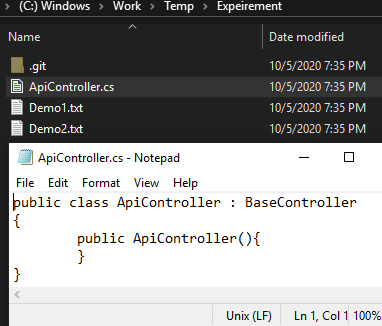 (C:) Windows > Work > Temp > Expeirement
Name Date modified
.git 10/5/2020 7:35 PM
ApiController.cs 10/5/2020 7:35 PM
Demo1.txt 10/5/2020 7:35 PM
Demo2.txt 10/5/2020 7:35 PM
ApiController.cs - Notepad
File Edit Format View Help
public class ApiController : BaseController
{
        public ApiController(){
        }
}
Unix (LF) Ln 1, Col 1 100%